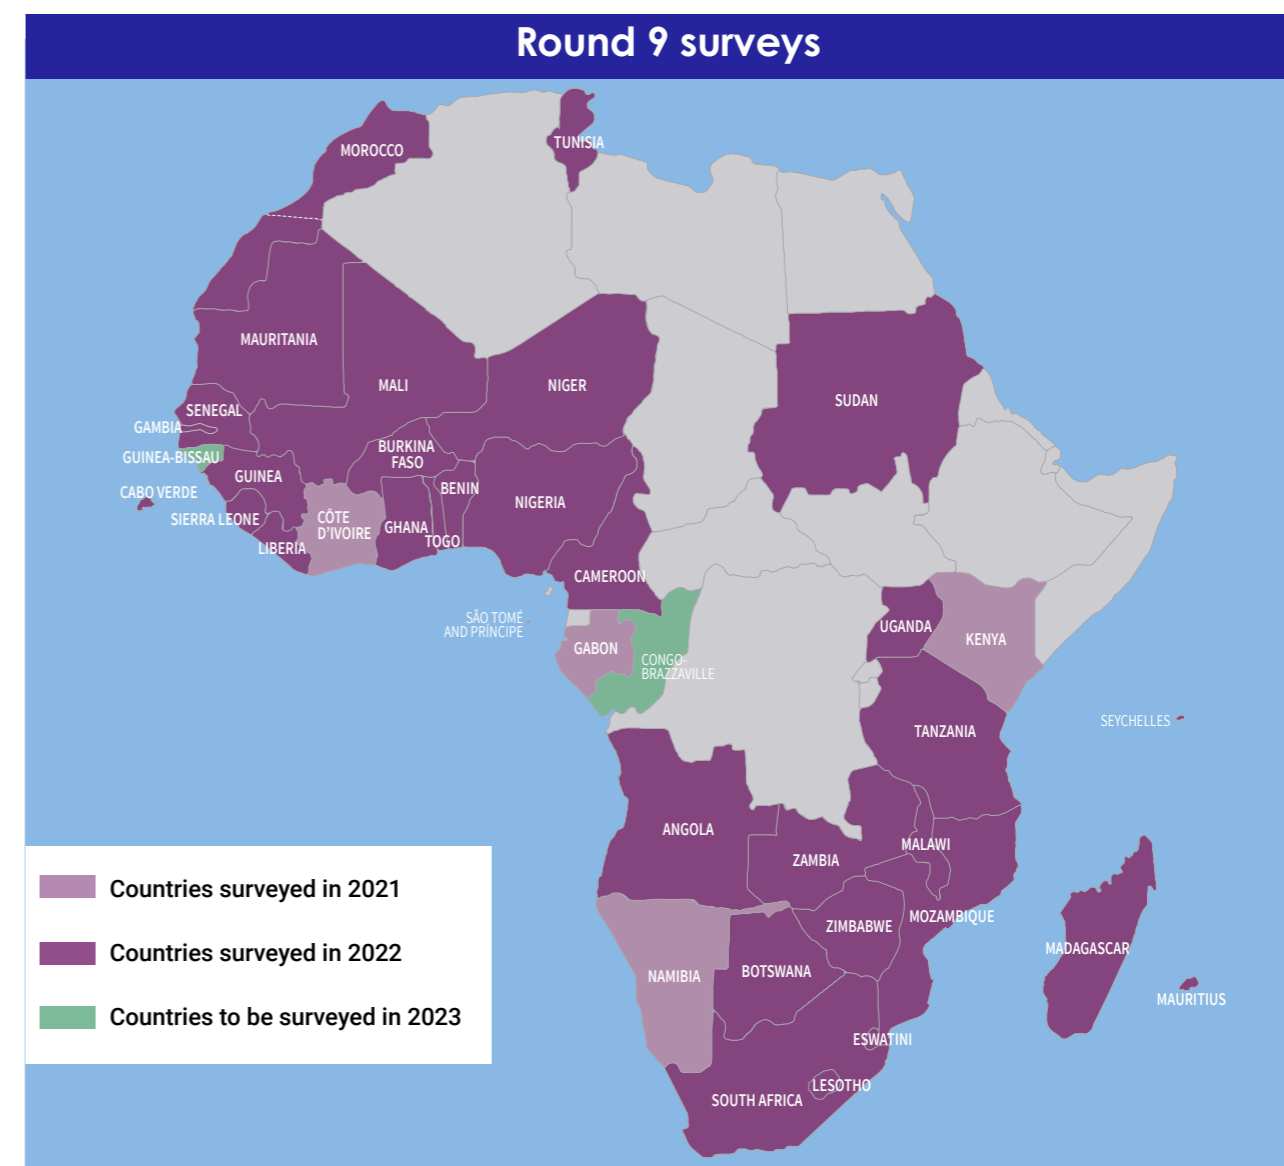 Round 9 surveys
MOROCCO
TUNISIA
MAURITANIA
MALI
NIGER
SUDAN
SENEGAL
GAMBIA
GUINEA-BISSAU
BURKINA
FASO
GUINEA
BENIN
CABO VERDE
NIGERIA
SIERRA LEONE
CÔTE
D'IVOIRE
GHANA
TOGO
LIBERIA
CAMEROON
SÃO TOMÉ
AND PRÍNCIPE
UGANDA
KENYA
GABON
CONGO-
BRAZZAVILLE
SEYCHELLES
TANZANIA
ANGOLA
MALAWI
ZAMBIA
MOZAMBIQUE
ZIMBABWE
MADAGASCAR
NAMIBIA
BOTSWANA
MAURITIUS
ESWATINI
LESOTHO
SOUTH AFRICA
Countries surveyed in 2021
Countries surveyed in 2022
Countries to be surveyed in 2023